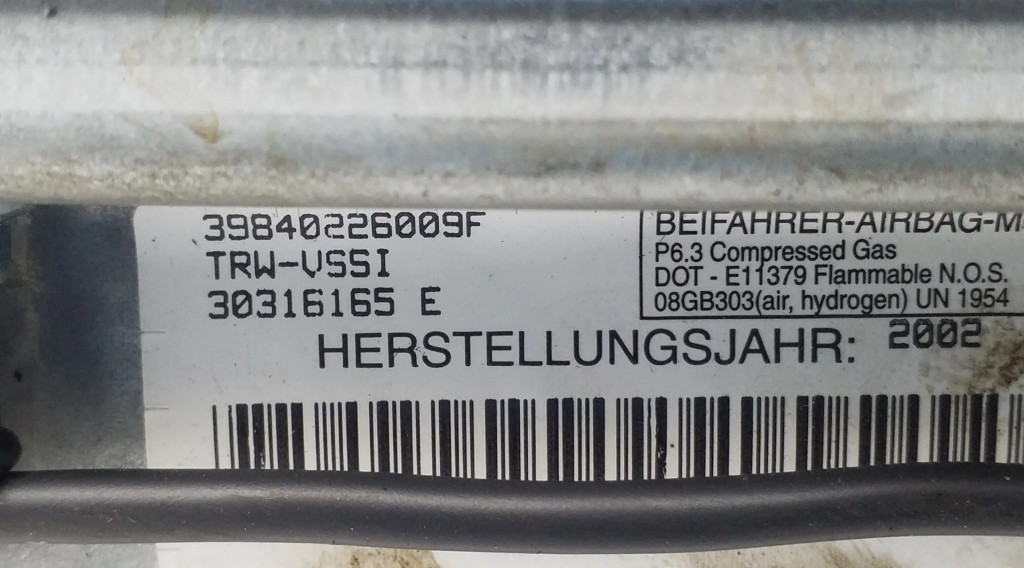 39840226009F
TRW-VSSI
30316165 E
BEIFAHRER-AIRBAG-M
P6.3 Compressed Gas
DOT - E11379 Flammable N.O.S.
08GB303(air, hydrogen) UN 1954
HERSTELLUNGSJAHR: 2002